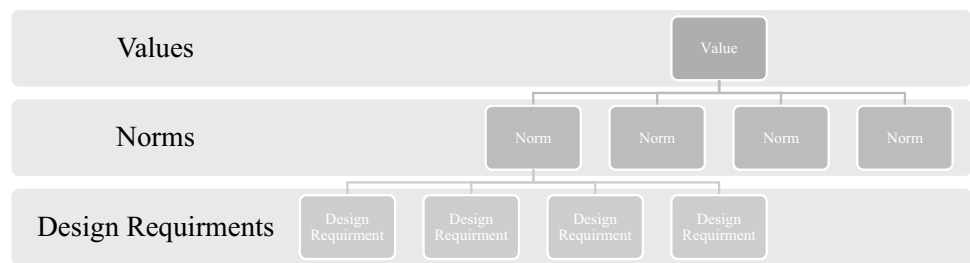 Values
Value
Norms
Norm
Norm
Norm
Norm
Design Requirments
Design
Requirment
Design
Requirment
Design
Requirment
Design
Requirment